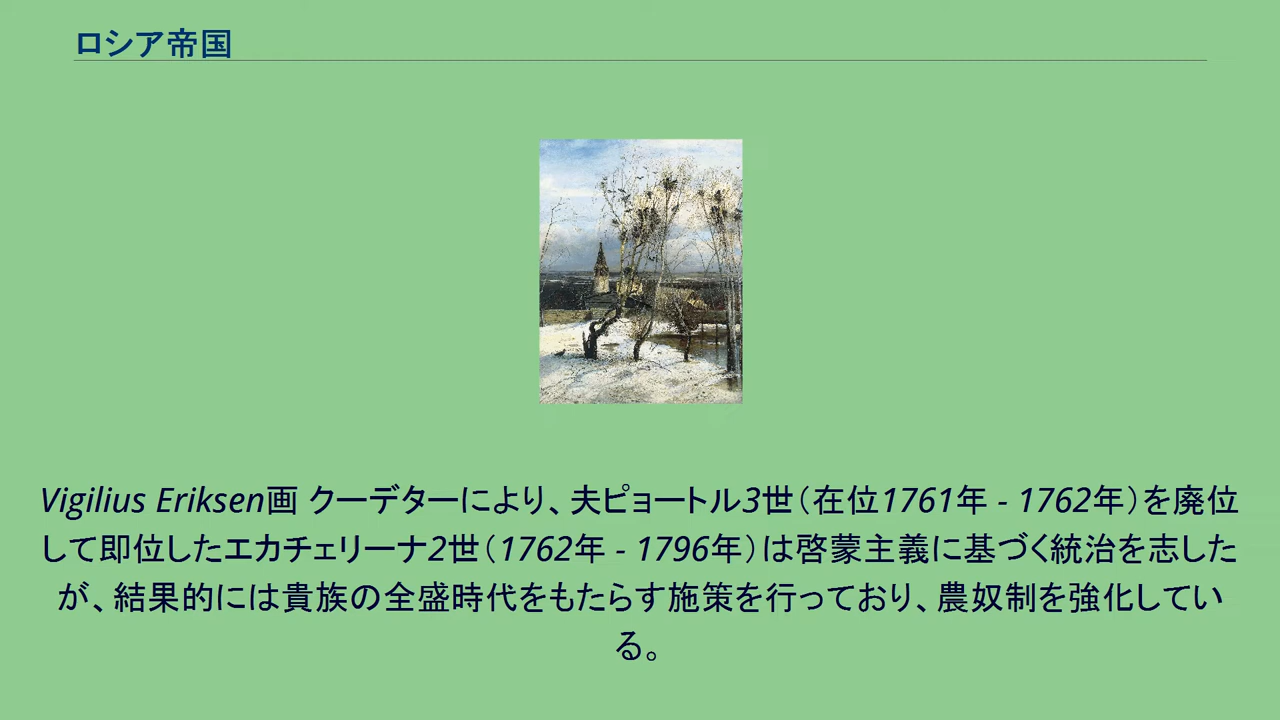 ロシア帝国
Vigilius Eriksen画 クーデターにより、夫ピョートル3世（在位1761年 - 1762年）を廃位
して即位したエカチェリーナ2世（1762年 - 1796年）は啓蒙主義に基づく統治を志した
が、結果的には貴族の全盛時代をもたらす施策を行っており、農奴制を強化してい
る。